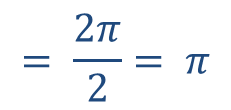 = 2π/2 = π